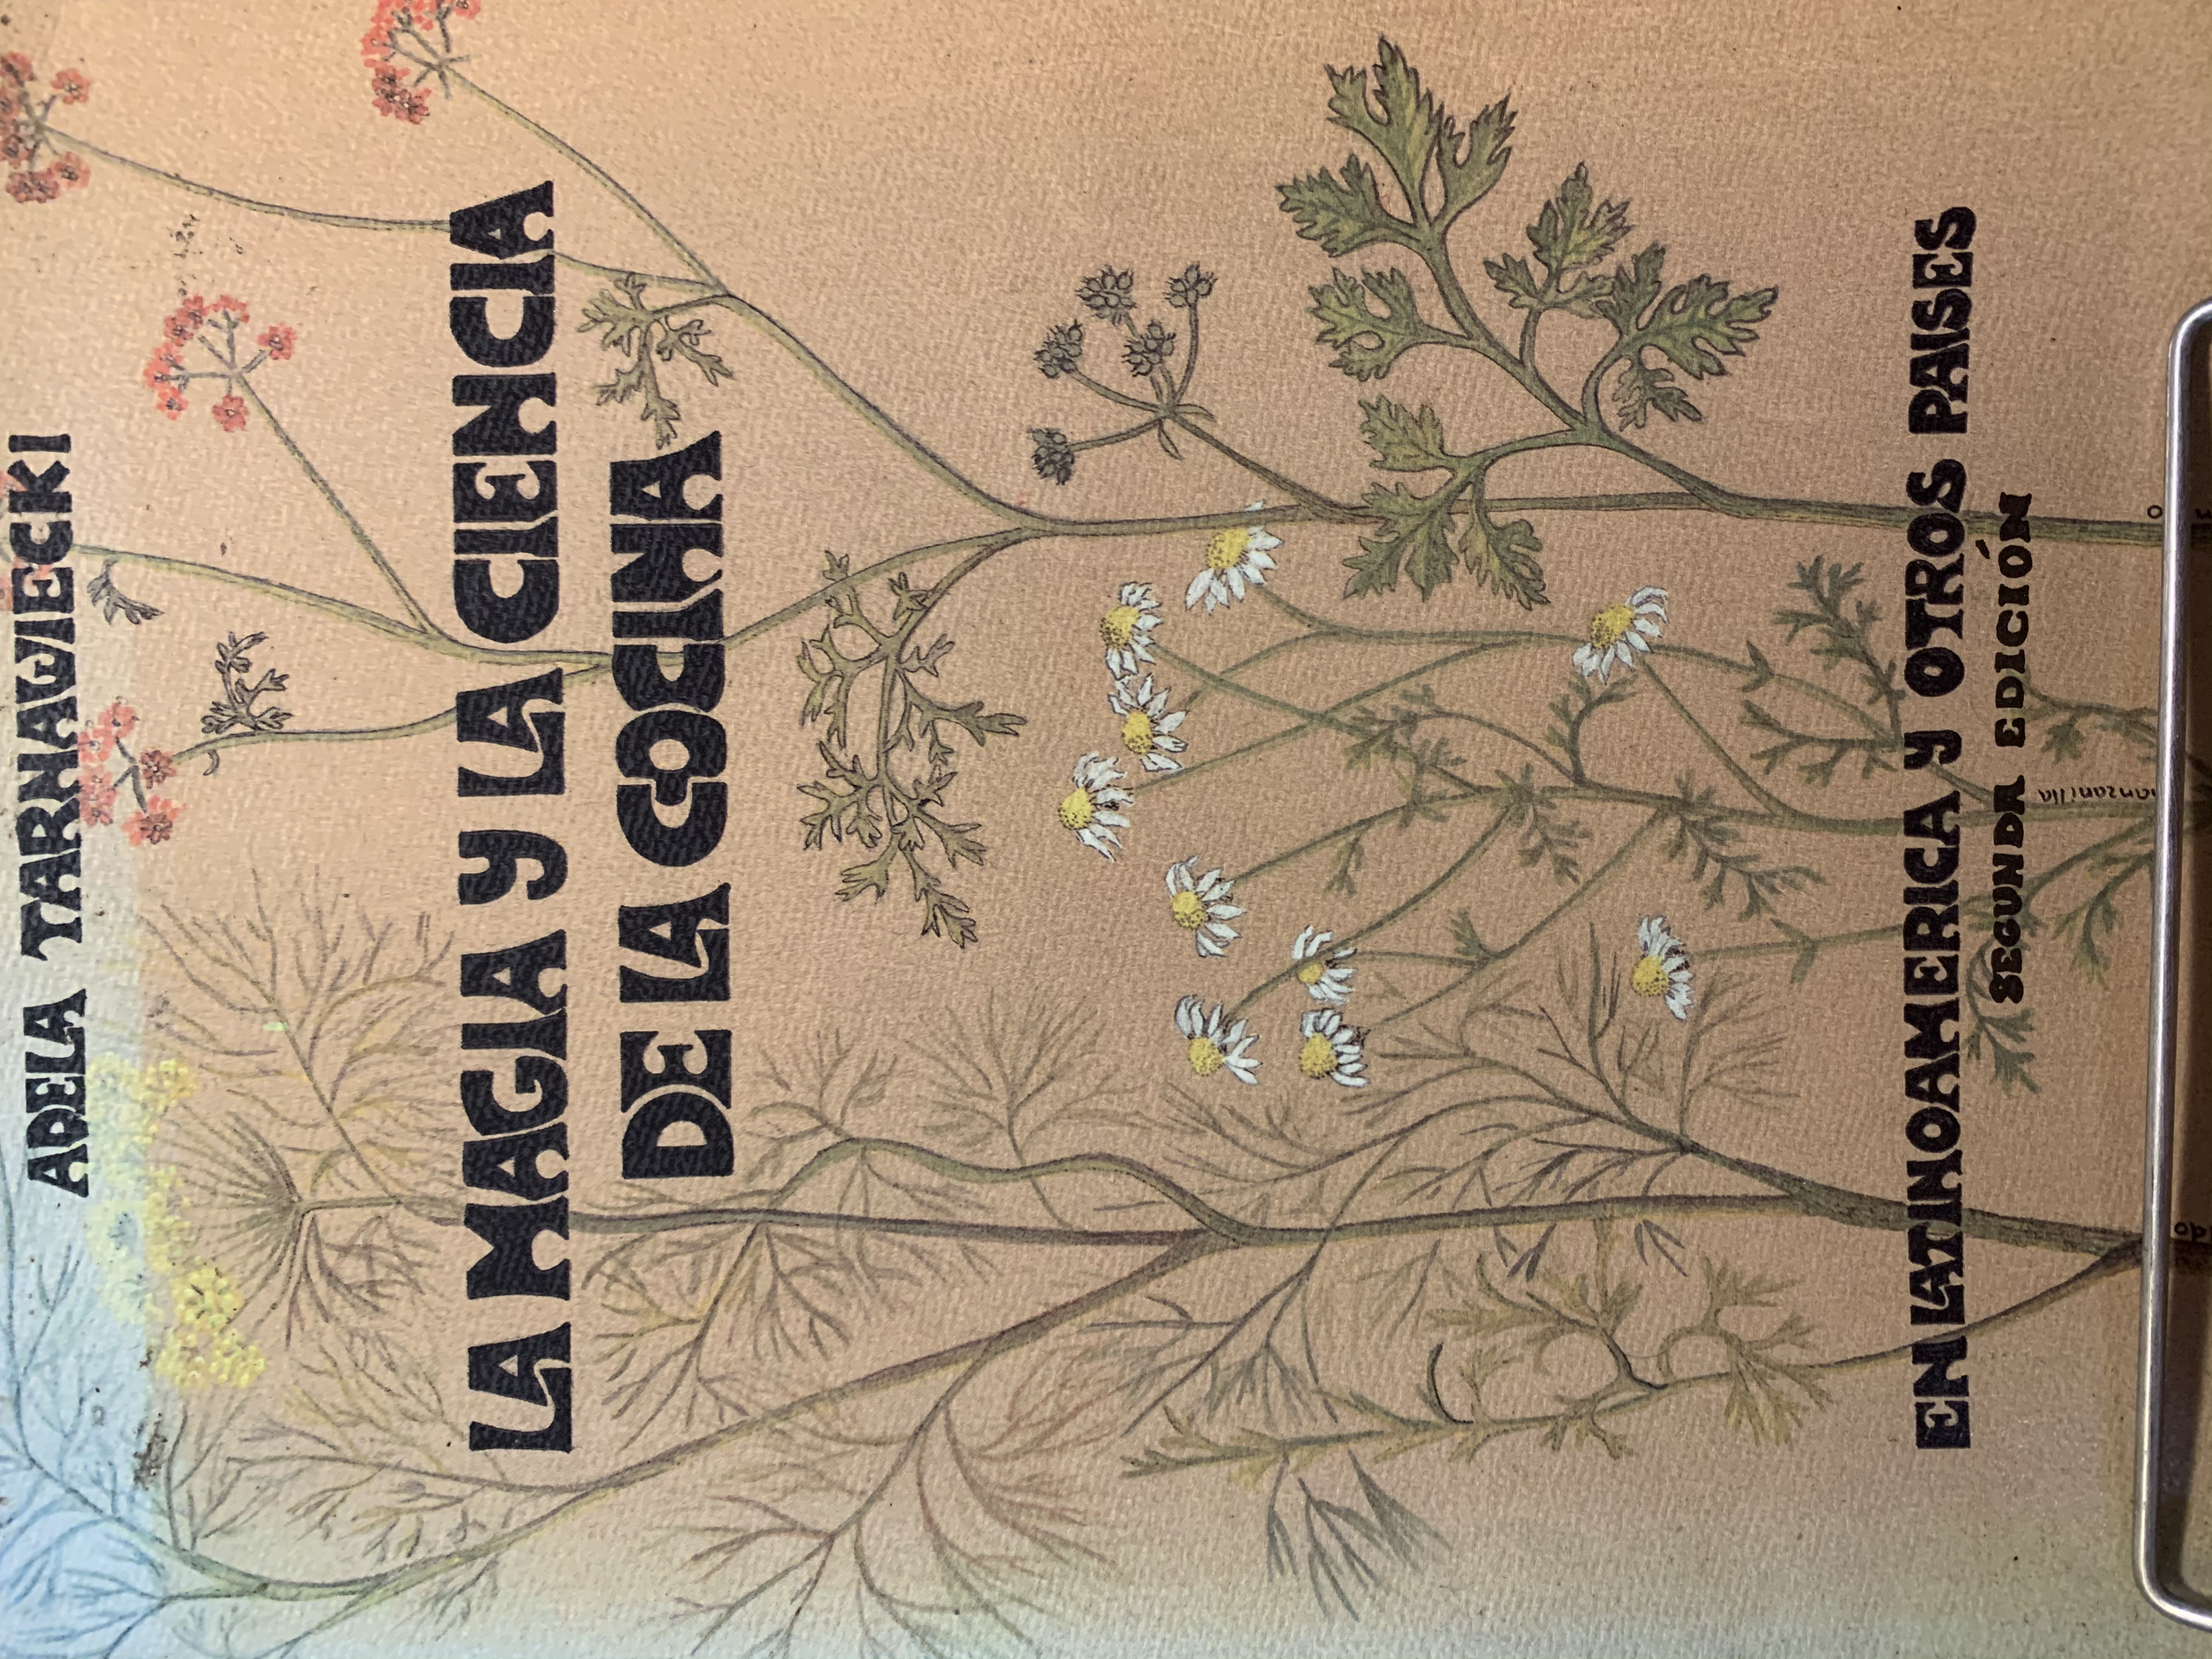 ADELA TARNAWIECKI
LA MAGIA Y LA CIENCIA
DE LA COCINA
EN LATINOAMERICA Y OTROS PAISES
SEGUNDA EDICIÓN